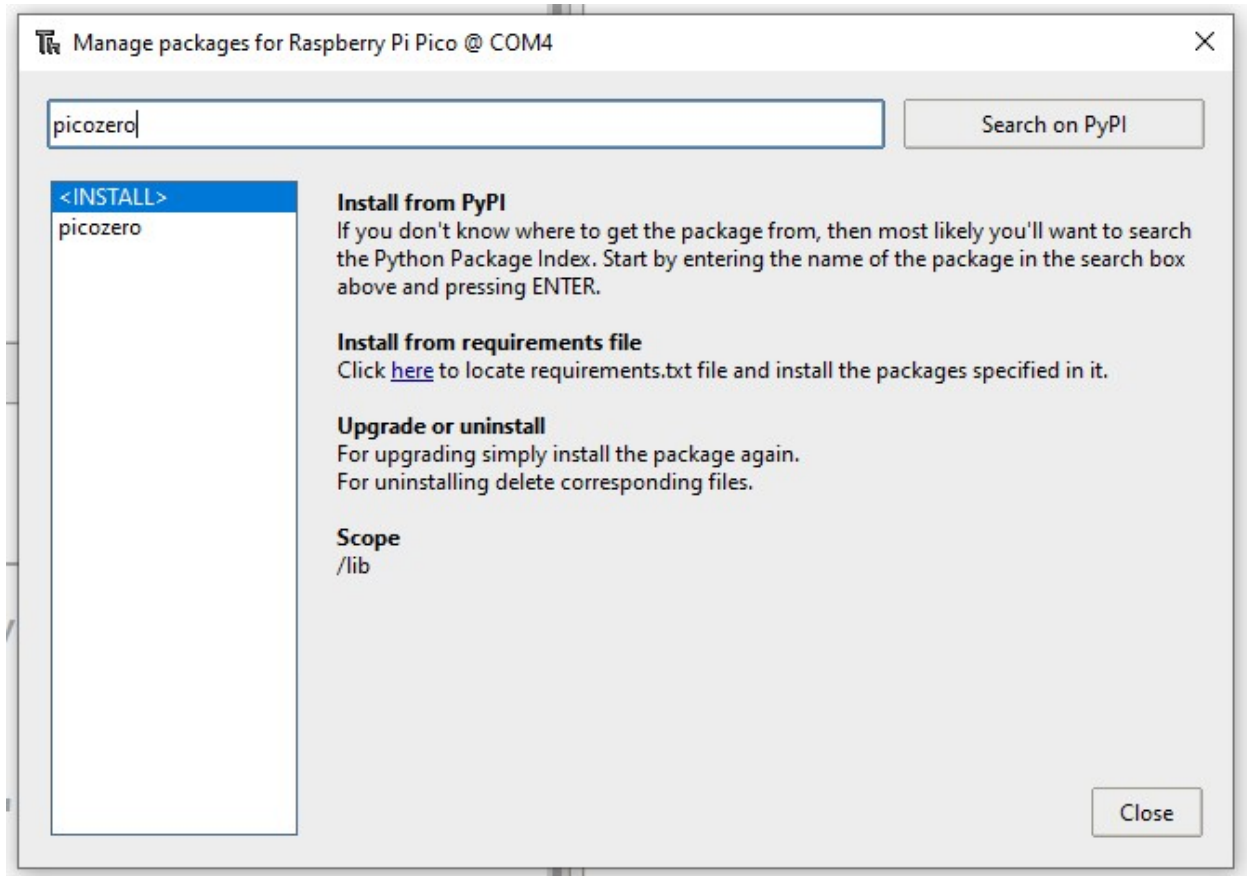 Manage packages for Raspberry Pi Pico @ COM4
picozero
Search on PyPI
<INSTALL>
picozero
Install from PyPI
If you don't know where to get the package from, then most likely you'll want to search
the Python Package Index. Start by entering the name of the package in the search box
above and pressing ENTER.
Install from requirements file
Click here to locate requirements.txt file and install the packages specified in it.
Upgrade or uninstall
For upgrading simply install the package again.
For uninstalling delete corresponding files.
Scope
/lib
Close